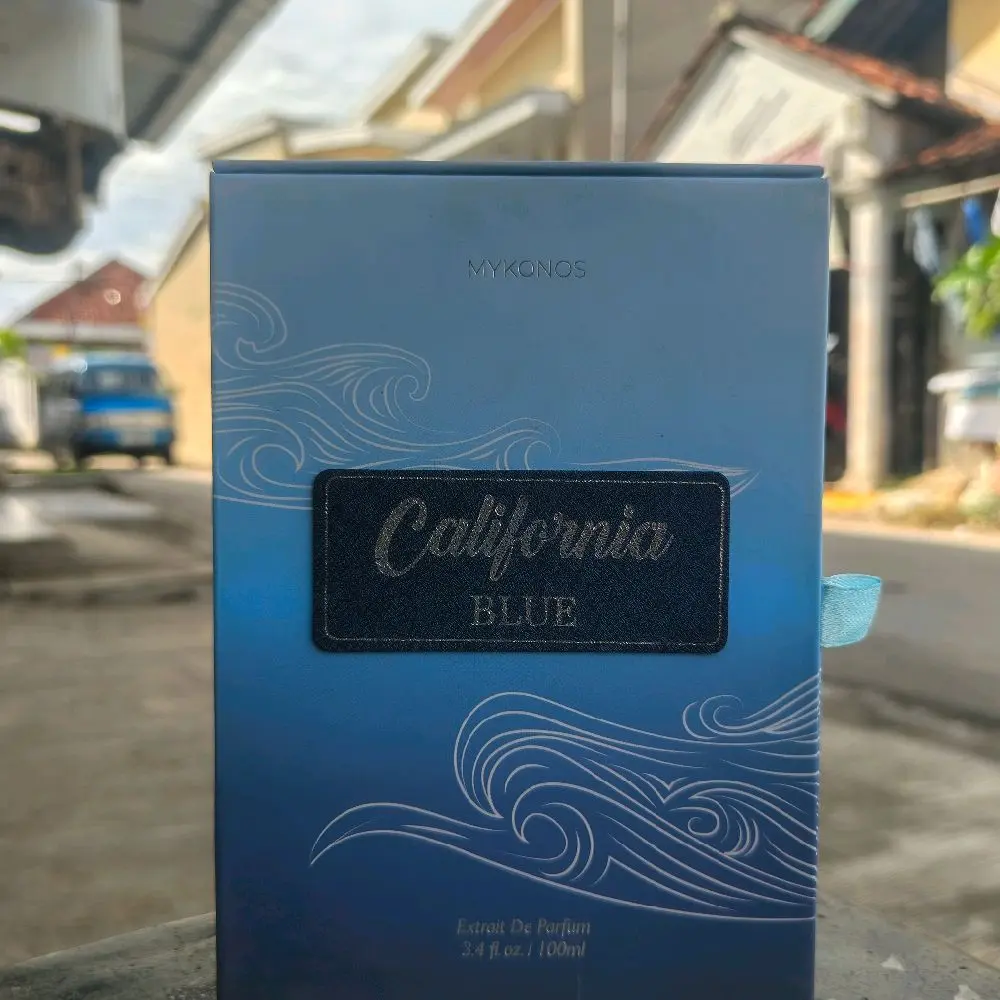 MYKONOS
California
BLUE
Extrait De Parfum
3.4 fl oz. / 100ml